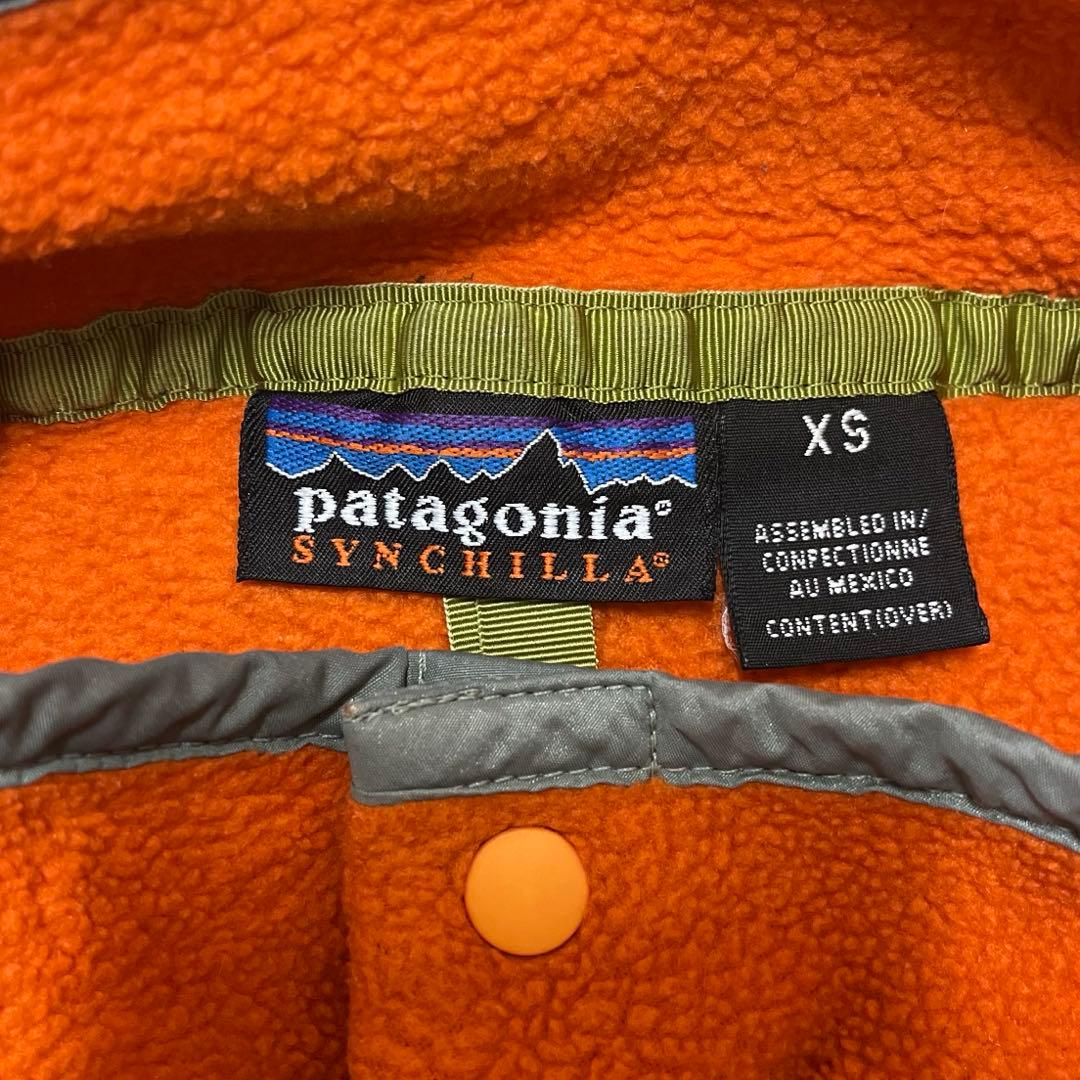 patagonia®
SYNCHILLA®
XS
ASSEMBLED IN/
CONFECTIONNE
AU MEXICO
CONTENT(OVER)